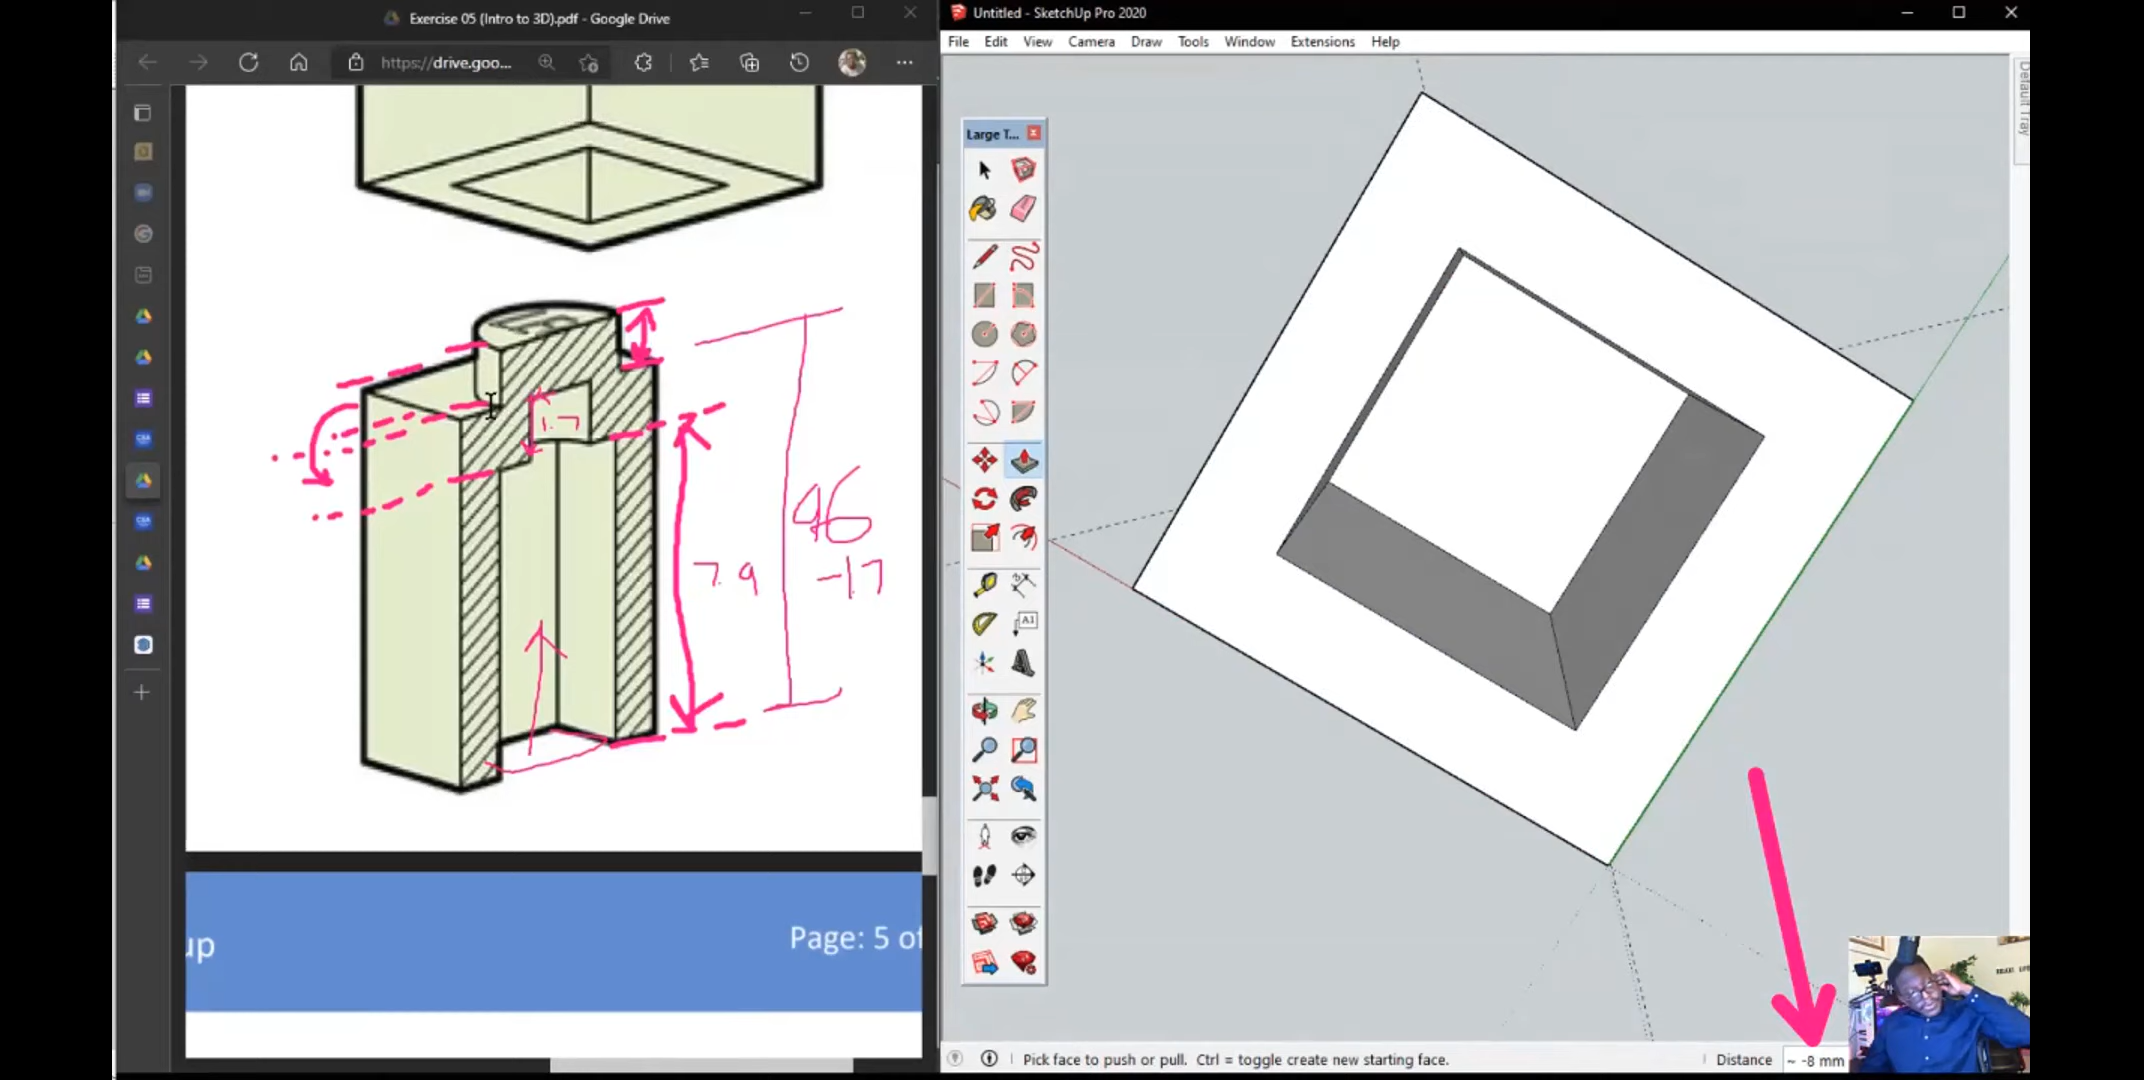 Exercise 05 (Intro to 3D).pdf - Google Drive
https://drive.goo...
1.7
96
-17
7.9
up
Page: 5 of
Untitled - SketchUp Pro 2020
File Edit View Camera Draw Tools Window Extensions Help
Default Tray
Large T...
A1
Pick face to push or pull. Ctrl = toggle create new starting face.
Distance ~ -8 mm